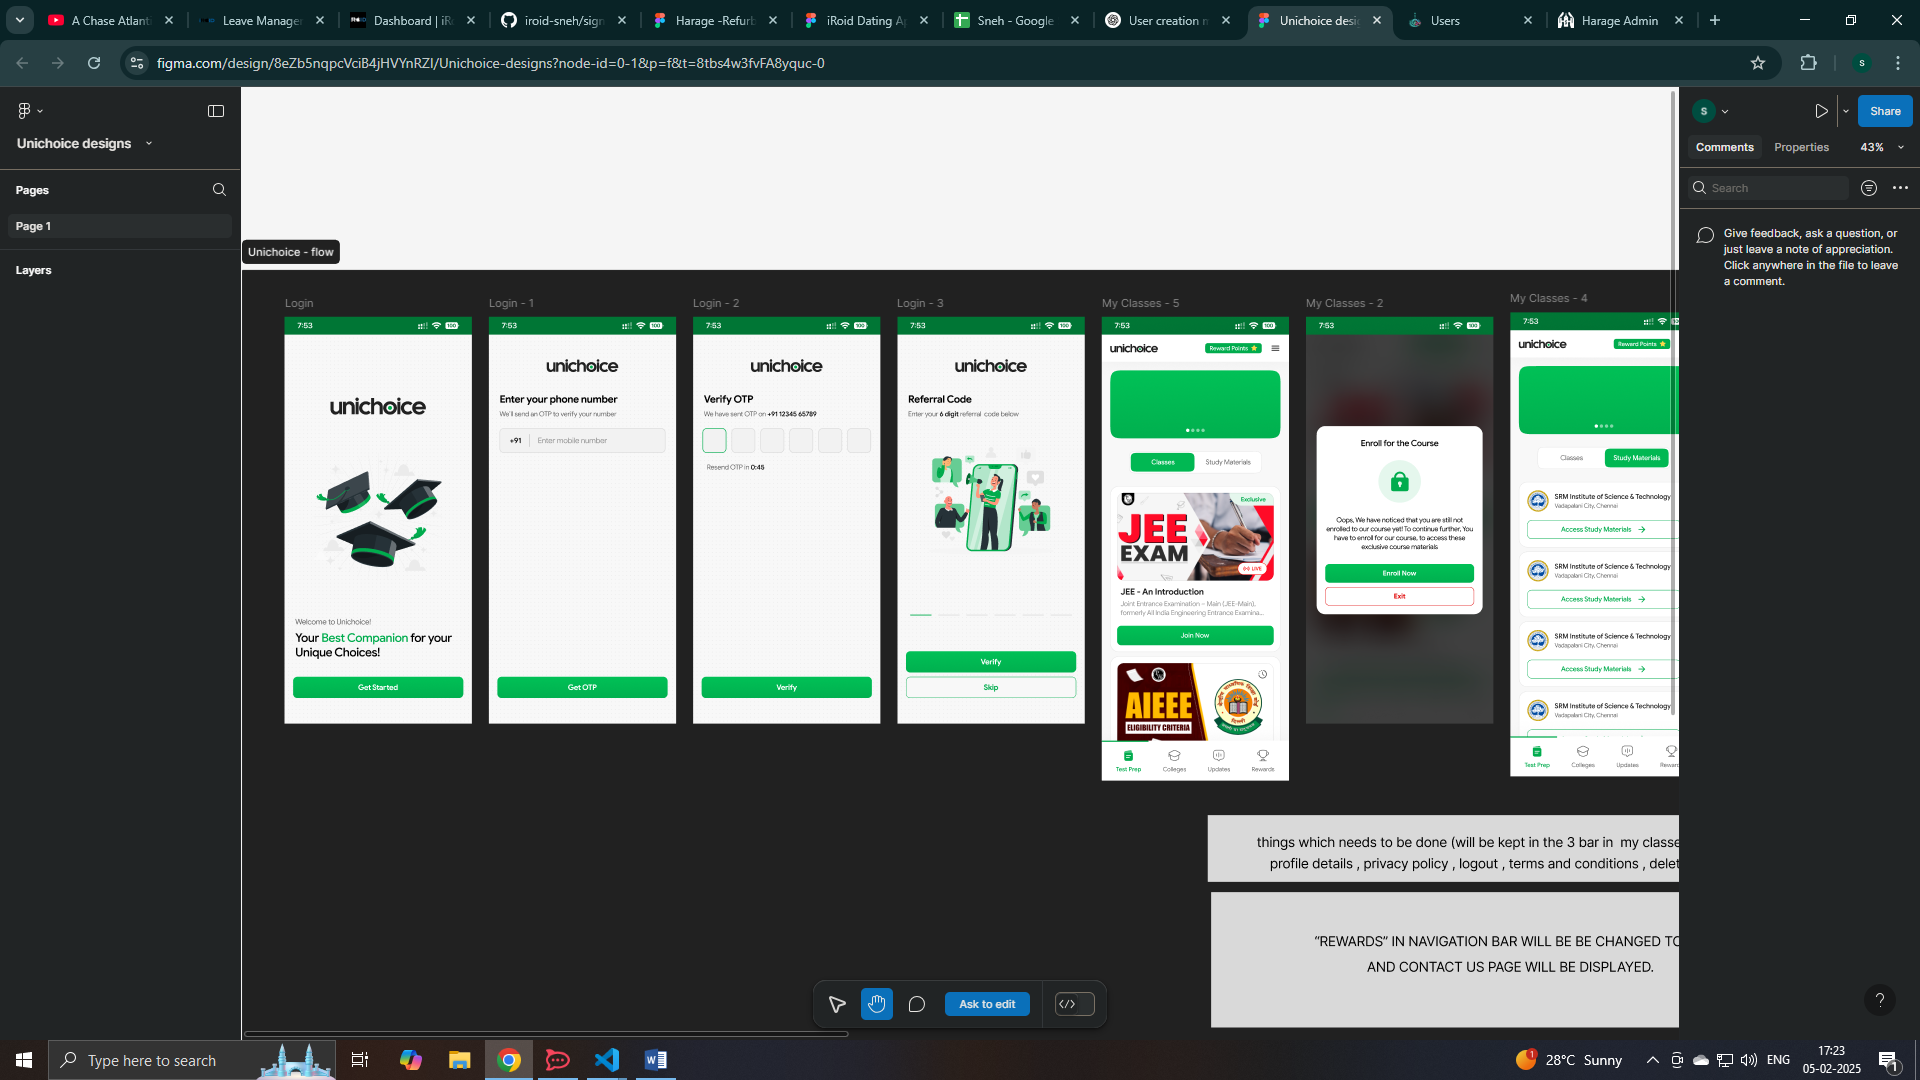 A Chase Atlanti
Leave Manager
Dashboard | iRo
iroid-sneh/sign
Harage -Refurb
iRoid Dating Ap
Sneh - Google
User creation m
Unichoice desig
Users
Harage Admin
figma.com/design/8eZb5nqpcVciB4jHVYnRZI/Unichoice-designs?node-id=0-1&p=f&t=8tbs4w3fvFA8yquc-0
S
Unichoice designs
Pages
Page 1
Layers
S
Share
Comments
Properties
43%
Search
Give feedback, ask a question, or
just leave a note of appreciation.
Click anywhere in the file to leave
a comment.
Unichoice - flow
Login
7:53
100
unichoice
Welcome to Unichoice!
Your Best Companion for your
Unique Choices!
Get Started
Login - 1
7:53
100
unichoice
Enter your phone number
We'll send an OTP to verify your number
+91
Enter mobile number
Get OTP
Login - 2
7:53
100
unichoice
Verify OTP
We have sent OTP on +91 12345 65789
Resend OTP in 0:45
Verify
Login - 3
7:53
100
unichoice
Referral Code
Enter your 6 digit referral code below
Verify
Skip
My Classes - 5
7:53
100
unichoice
Reward Points
Classes
Study Materials
Exclusive
JEE
EXAM
LIVE
JEE - An Introduction
Joint Entrance Examination – Main (JEE-Main),
formerly All India Engineering Entrance Examina...
Join Now
AIEEE
ELIGIBILITY CRITERIA
Test Prep
Colleges
Updates
Rewards
My Classes - 2
7:53
100
Enroll for the Course
Oops, We have noticed that you are still not
enrolled to our course yet! To continue further, You
have to enroll for our course, to access these
exclusive course materials
Enroll Now
Exit
My Classes - 4
7:53
unichoice
Reward Points
Classes
Study Materials
SRM Institute of Science & Technology
Vadapalani City, Chennai
Access Study Materials
SRM Institute of Science & Technology
Vadapalani City, Chennai
Access Study Materials
SRM Institute of Science & Technology
Vadapalani City, Chennai
Access Study Materials
SRM Institute of Science & Technology
Vadapalani City, Chennai
Test Prep
Colleges
Updates
Reward
things which needs to be done (will be kept in the 3 bar in my classe
profile details , privacy policy , logout , terms and conditions , delet
“REWARDS” IN NAVIGATION BAR WILL BE BE CHANGED TO
AND CONTACT US PAGE WILL BE DISPLAYED.
Ask to edit
?
Type here to search
28°C Sunny
ENG
17:23
05-02-2025
1